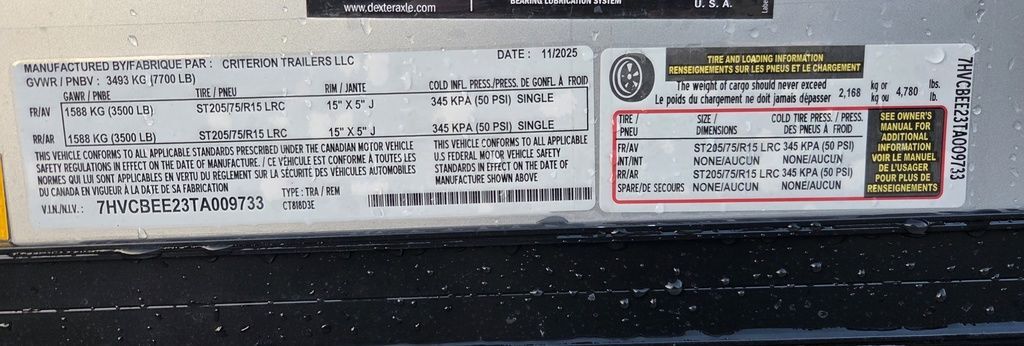 www.dexteraxle.com
BEARING LUBRICATION SYSTEM
U. S. A.
MANUFACTURED BY/FABRIQUE PAR : CRITERION TRAILERS LLC
DATE : 11/2025
GVWR / PNBV : 3493 KG (7700 LB)
GAWR / PNBE TIRE / PNEU RIM / JANTE COLD INFL. PRESS./PRESS. DE GONFL. À FROID
FR/AV 1588 KG (3500 LB) ST205/75/R15 LRC 15" X 5" J 345 KPA (50 PSI) SINGLE
RR/AR 1588 KG (3500 LB) ST205/75/R15 LRC 15" X 5" J 345 KPA (50 PSI) SINGLE
THIS VEHICLE CONFORMS TO ALL APPLICABLE STANDARDS PRESCRIBED UNDER THE CANADIAN MOTOR VEHICLE
SAFETY REGULATIONS IN EFFECT ON THE DATE OF MANUFACTURE. / CE VÉHICULE EST CONFORME À TOUTES LES
NORMES QUI LUI SONT APPLICABLES EN VERTU DU RÈGLEMENT SUR LA SÉCURITÉ DES VÉHICULES AUTOMOBILES
DU CANADA EN VIGUEUR À LA DATE DE SA FABRICATION
THIS VEHICLE CONFORMS TO ALL APPLICABLE
U.S FEDERAL MOTOR VEHICLE SAFETY
STANDARDS IN EFFECT ON THE DATE OF
MANUFACTURE SHOWN ABOVE.
TYPE : TRA / REM
V.I.N./N.I.V. : 7HVCBEE23TA009733 CT818D3E
TIRE AND LOADING INFORMATION
RENSEIGNEMENTS SUR LES PNEUS ET LE CHARGEMENT
The weight of cargo should never exceed
Le poids du chargement ne doit jamais dépasser
2,168
kg or
kg ou
4,780
lbs.
lb.
TIRE / SIZE / COLD TIRE PRESS. / PRESS.
PNEU DIMENSIONS DES PNEUS À FROID
FR/AV ST205/75/R15 LRC 345 KPA (50 PSI)
INT/INT NONE/AUCUN NONE/AUCUN
RR/AR ST205/75/R15 LRC 345 KPA (50 PSI)
SPARE/DE SECOURS NONE/AUCUN NONE/AUCUN
SEE OWNER'S
MANUAL FOR
ADDITIONAL
INFORMATION
VOIR LE MANUEL
DE L'USAGER
POUR PLUS DE
RENSEIGNEMENTS
7HVCBEE23TA009733